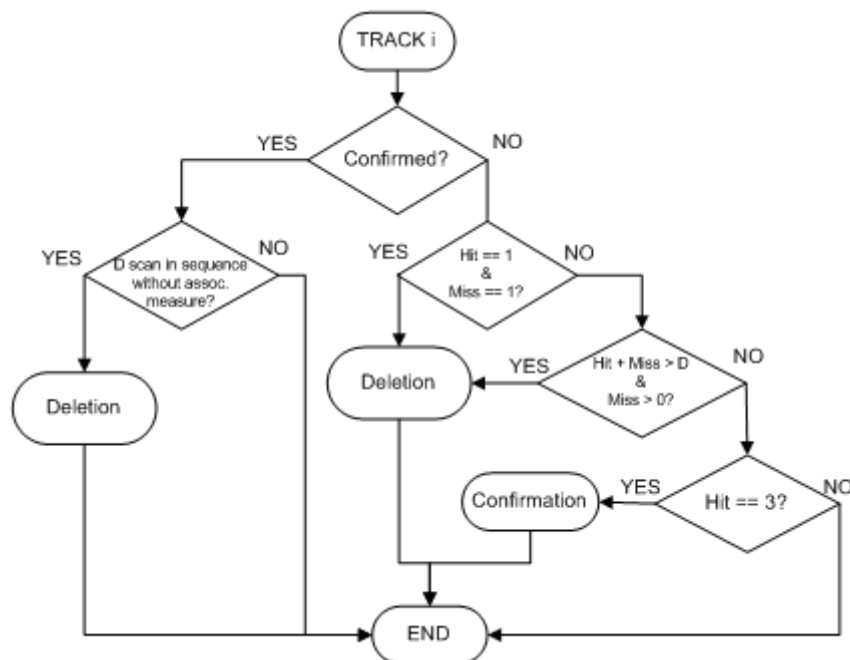 TRACK i
YES
Confirmed?
NO
YES
D scan in sequence
without assoc.
measure?
NO
YES
Hit == 1
&
Miss == 1?
NO
Deletion
Deletion
YES
Hit + Miss > D
&
Miss > 0?
NO
Confirmation
YES
Hit == 3?
NO
END